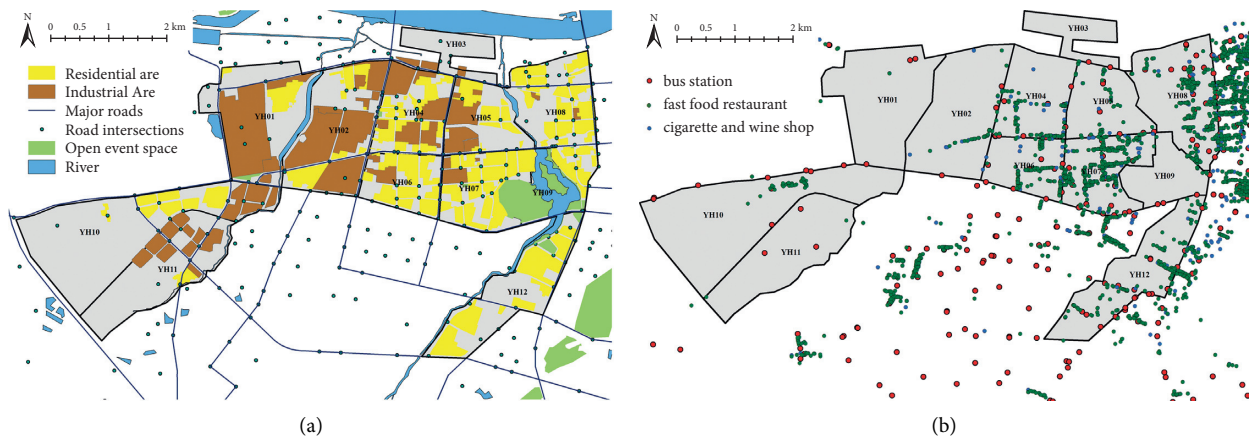 N
0 0.5 1 2 km
Residential are
Industrial Are
Major roads
Road intersections
Open event space
River
YH03
YH01
YH02
YH04
YH05
YH08
YH06
YH07
YH09
YH10
YH11
YH12
(a)
N
0 0.5 1 2 km
bus station
fast food restaurant
cigarette and wine shop
YH03
YH01
YH02
YH04
YH05
YH08
YH06
YH07
YH09
YH10
YH11
YH12
(b)